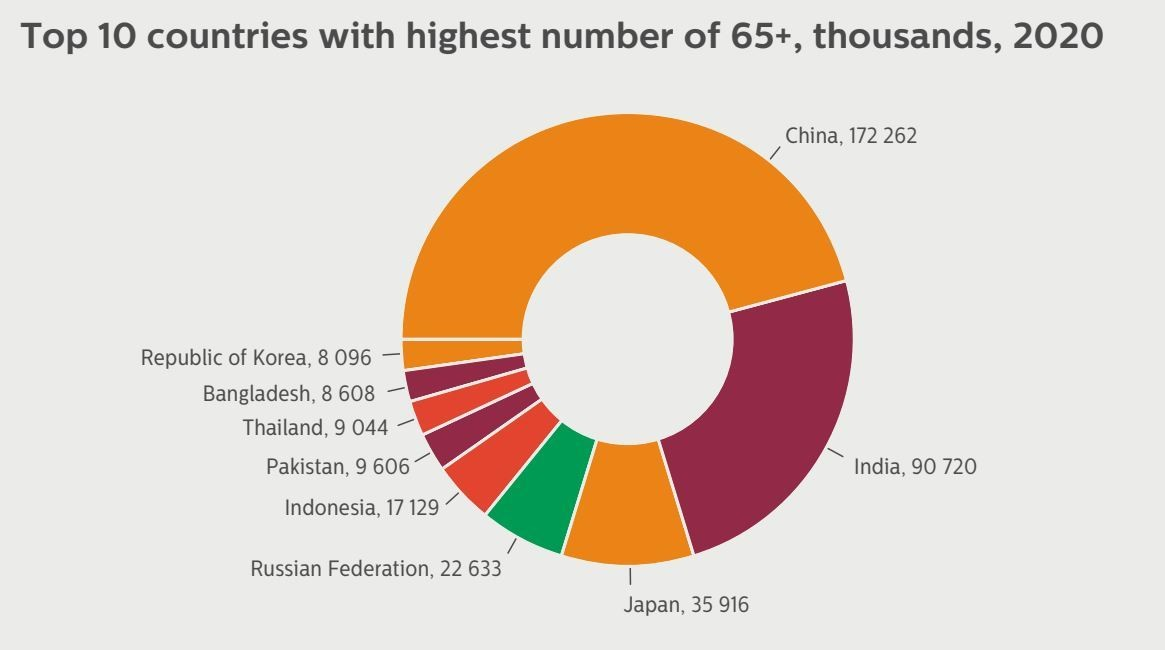 Top 10 countries with highest number of 65+, thousands, 2020
China, 172 262
India, 90 720
Japan, 35 916
Russian Federation, 22 633
Indonesia, 17 129
Pakistan, 9 606
Thailand, 9 044
Bangladesh, 8 608
Republic of Korea, 8 096